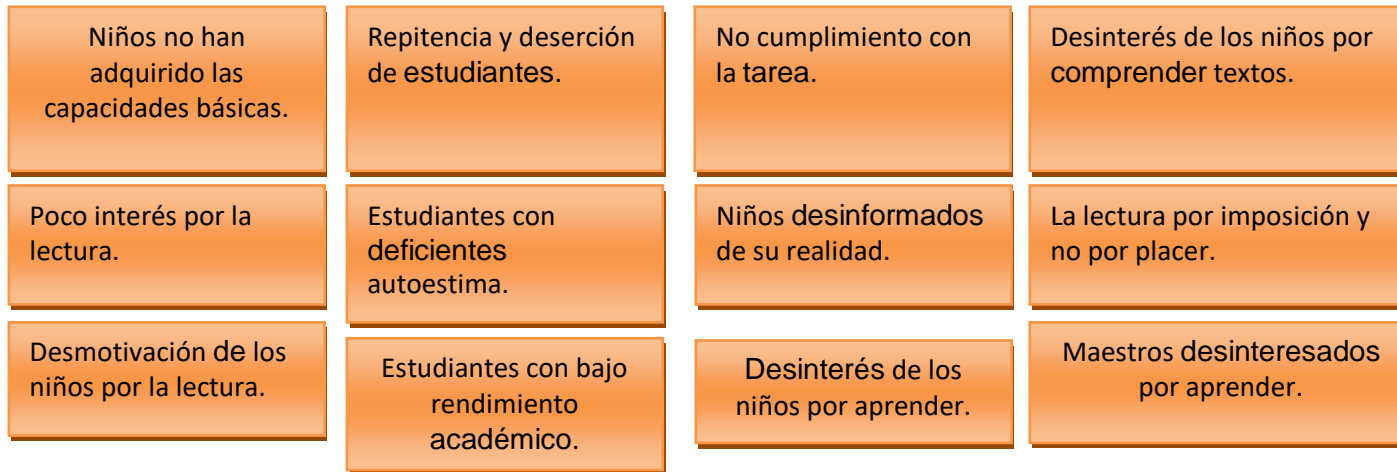 Niños no han
adquirido las
capacidades básicas.
Repitencia y deserción
de estudiantes.
No cumplimiento con
la tarea.
Desinterés de los niños por
comprender textos.
Poco interés por la
lectura.
Estudiantes con
deficientes
autoestima.
Niños desinformados
de su realidad.
La lectura por imposición y
no por placer.
Desmotivación de los
niños por la lectura.
Estudiantes con bajo
rendimiento
académico.
Desinterés de los
niños por aprender.
Maestros desinteresados
por aprender.